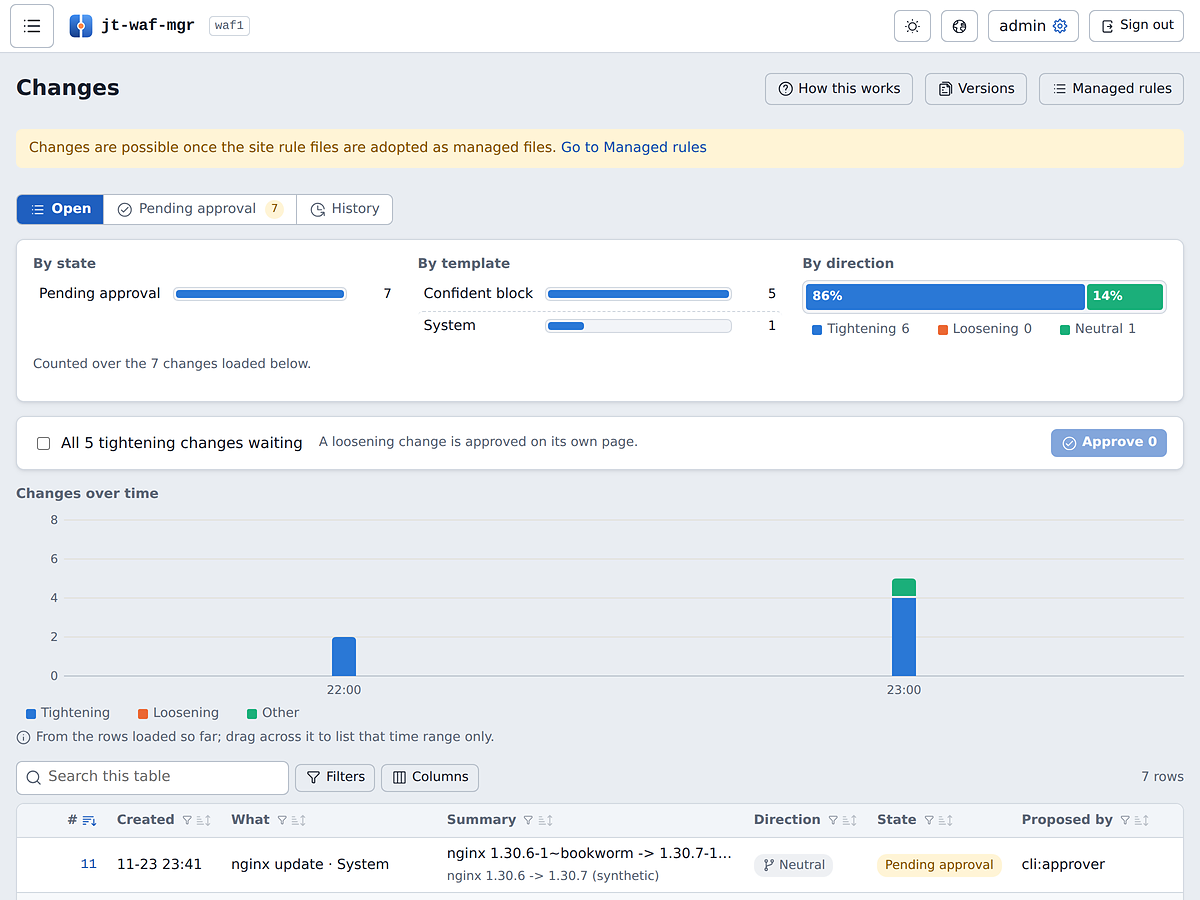 jt-waf-mgr waf1 admin Sign out
Changes How this works Versions Managed rules
Changes are possible once the site rule files are adopted as managed files. Go to Managed rules
Open Pending approval 7 History
By state By template By direction
Pending approval 7 Confident block 5 86% 14%
System 1 Tightening 6 Loosening 0 Neutral 1
Counted over the 7 changes loaded below.
All 5 tightening changes waiting A loosening change is approved on its own page. Approve 0
Changes over time
8
6
4
2
0
22:00 23:00
Tightening Loosening Other
From the rows loaded so far; drag across it to list that time range only.
Search this table Filters Columns 7 rows
# Created What Summary Direction State Proposed by
11 11-23 23:41 nginx update · System nginx 1.30.6-1~bookworm -> 1.30.7-1... Neutral Pending approval cli:approver
nginx 1.30.6 -> 1.30.7 (synthetic)